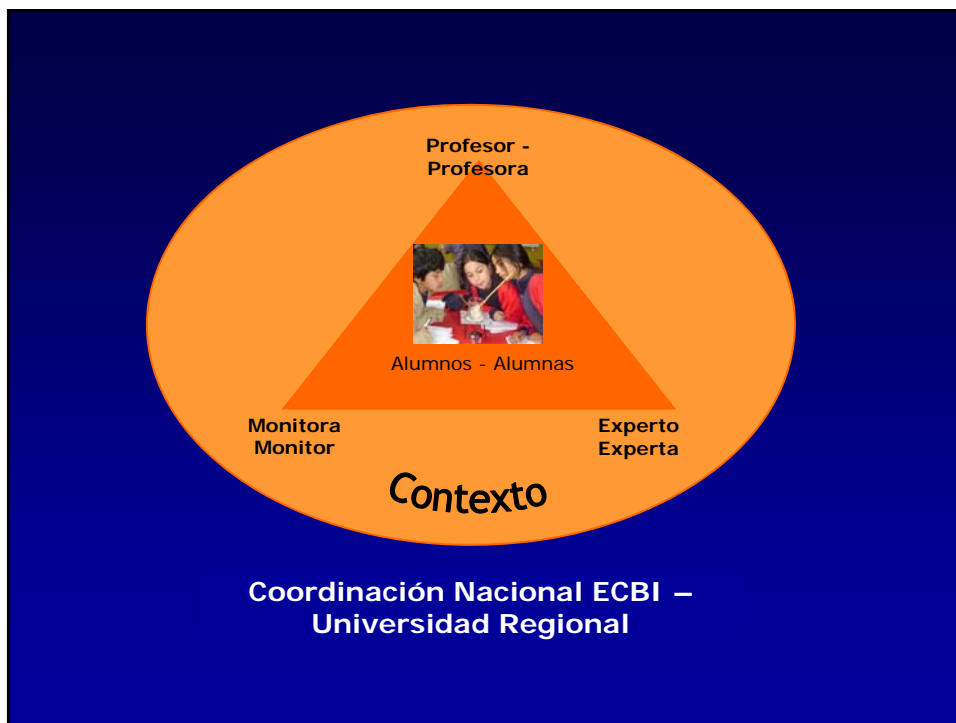 Profesor -
Profesora
Alumnos - Alumnas
Monitora
Monitor
Experto
Experta
Contexto
Coordinación Nacional ECBI –
Universidad Regional